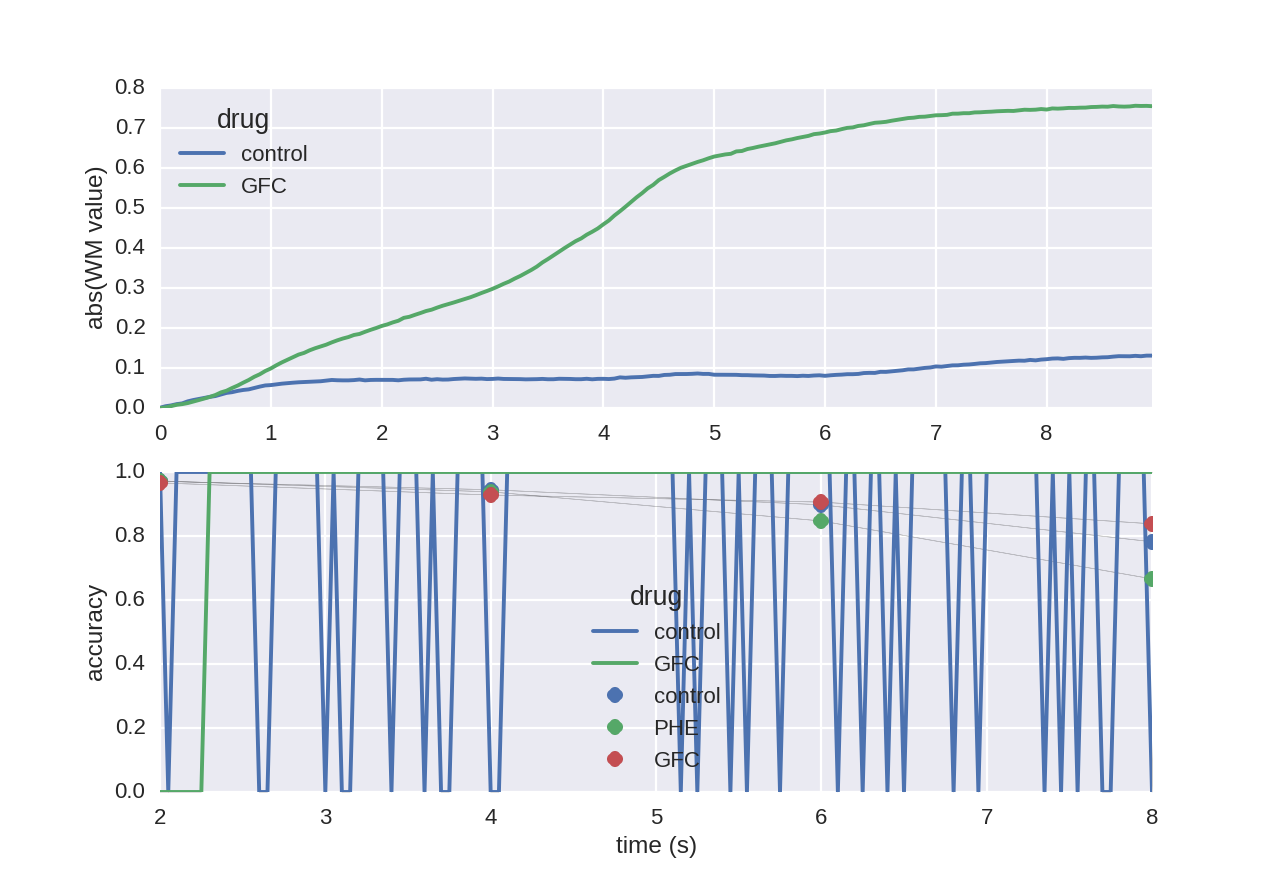 0.8
0.7
0.6
0.5
0.4
0.3
0.2
0.1
0.0
abs(WM value)
drug
control
GFC
0 1 2 3 4 5 6 7 8
1.0
0.8
0.6
0.4
0.2
0.0
accuracy
drug
control
GFC
control
PHE
GFC
2 3 4 5 6 7 8
time (s)